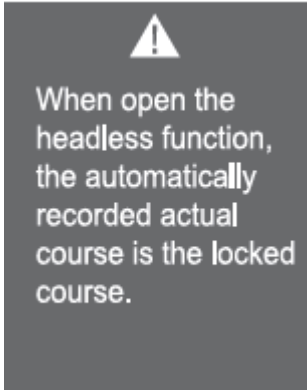 When open the
headless function,
the automatically
recorded actual
course is the locked
course.